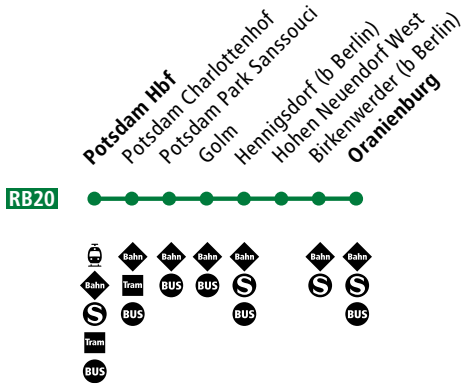 Potsdam Hbf
Potsdam Charlottenhof
Potsdam Park Sanssouci
Golm
Hennigsdorf (b Berlin)
Hohen Neuendorf West
Birkenwerder (b Berlin)
Oranienburg
RB20
Bahn Bahn Bahn Bahn Bahn Bahn
Bahn Tram BUS BUS S S S
S BUS BUS BUS
Tram
BUS